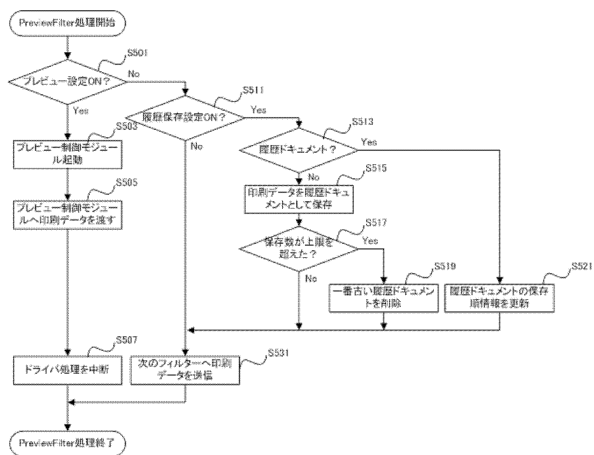 PreviewFilter処理開始
S501
プレビュー設定ON？
No
Yes
S511
履歴保存設定ON？
Yes
No
S513
履歴ドキュメント？
Yes
No
S503
プレビュー制御モジュ
ール起動
S515
印刷データを履歴ドキュ
メントとして保存
S505
プレビュー制御モジュー
ルへ印刷データを渡す
S517
保存数が上限を
超えた？
Yes
No
S519
一番古い履歴ドキュメン
トを削除
S521
履歴ドキュメントの保存
順情報を更新
S507
ドライバ処理を中断
S531
次のフィルターへ印刷
データを送信
PreviewFilter処理終了